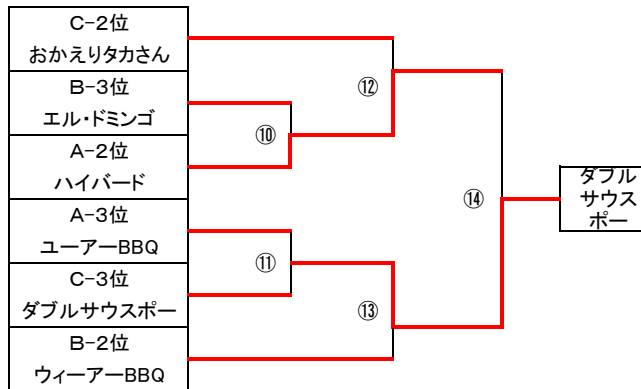 C-2位
おかえりタカさん
B-3位
エル・ドミンゴ
A-2位
ハイバード
A-3位
ユーアーBBQ
C-3位
ダブルサウスポー
B-2位
ウィーアーBBQ
⑩
⑪
⑫
⑬
⑭
ダブル
サウス
ポー